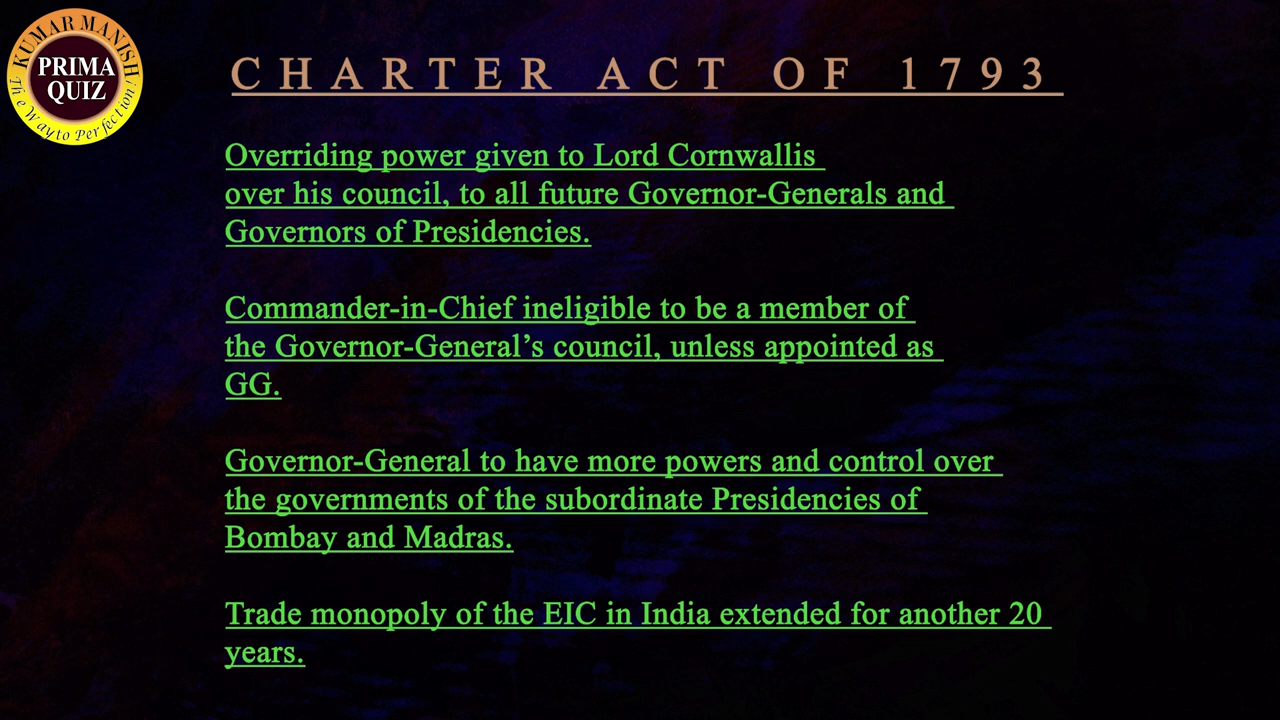 KUMAR MANISH
PRIMA
QUIZ
The Way to Perfection!
CHARTER ACT OF 1793
Overriding power given to Lord Cornwallis
over his council, to all future Governor-Generals and
Governors of Presidencies.
Commander-in-Chief ineligible to be a member of
the Governor-General’s council, unless appointed as
GG.
Governor-General to have more powers and control over
the governments of the subordinate Presidencies of
Bombay and Madras.
Trade monopoly of the EIC in India extended for another 20
years.